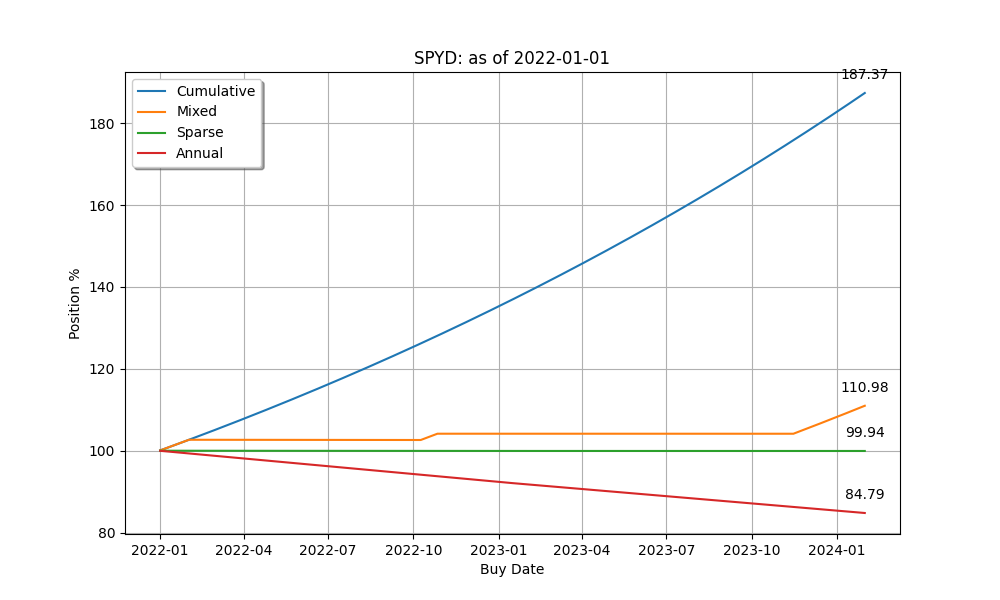 SPYD: as of 2022-01-01
187.37
Cumulative
Mixed
Sparse
Annual
180
160
140
120
100
80
Position %
110.98
99.94
84.79
2022-01 2022-04 2022-07 2022-10 2023-01 2023-04 2023-07 2023-10 2024-01
Buy Date